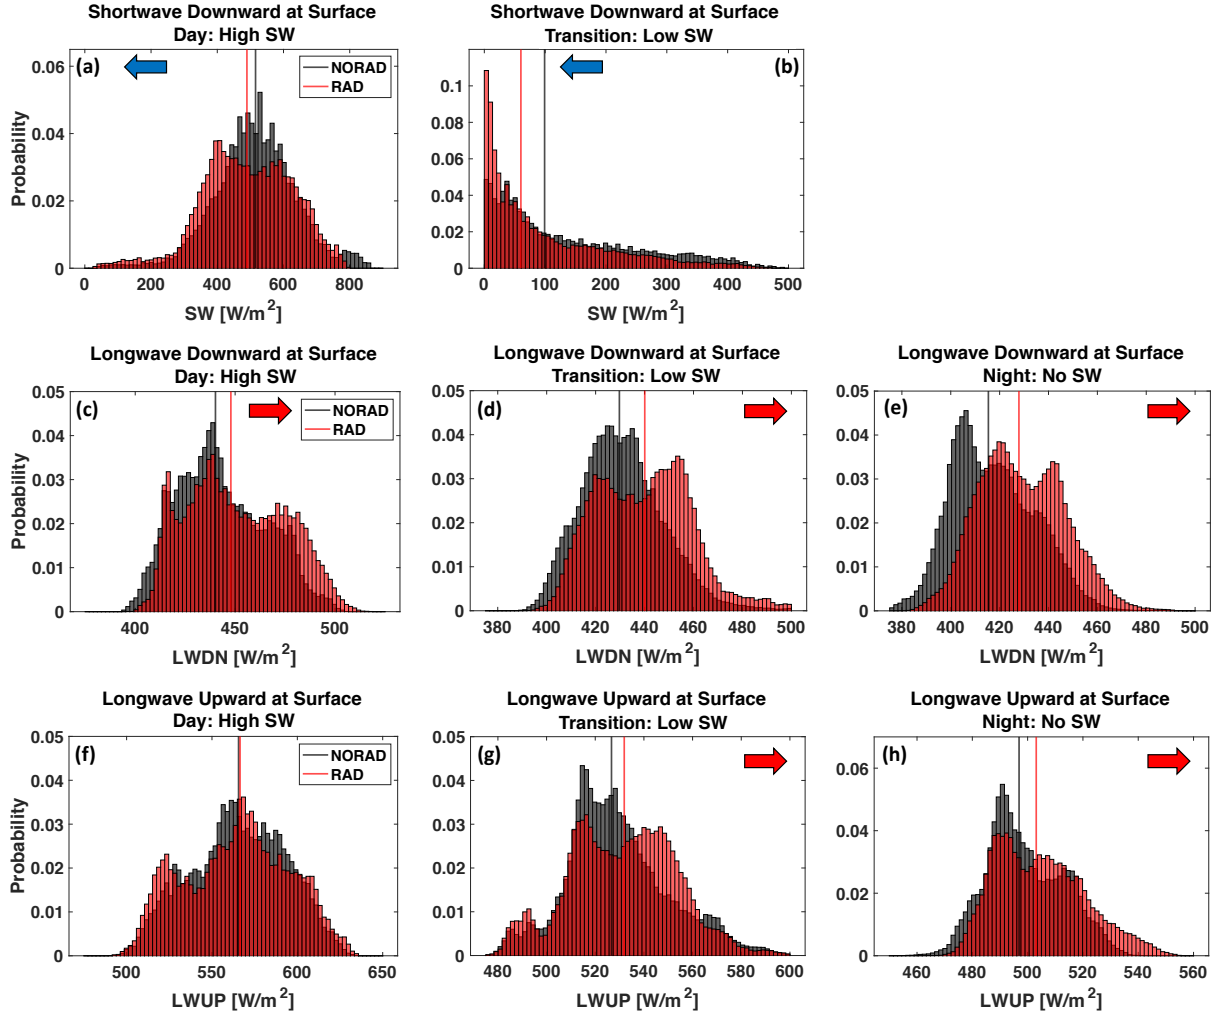 Shortwave Downward at Surface
Day: High SW
(a)
NORAD
RAD
0.06
0.04
0.02
0
Probability
0 200 400 600 800
SW [W/m²]
Shortwave Downward at Surface
Transition: Low SW
(b)
0.1
0.08
0.06
0.04
0.02
0
0 100 200 300 400 500
SW [W/m²]
Longwave Downward at Surface
Day: High SW
(c)
NORAD
RAD
0.05
0.04
0.03
0.02
0.01
0
Probability
400 450 500
LWDN [W/m²]
Longwave Downward at Surface
Transition: Low SW
(d)
0.05
0.04
0.03
0.02
0.01
0
380 400 420 440 460 480 500
LWDN [W/m²]
Longwave Downward at Surface
Night: No SW
(e)
0.05
0.04
0.03
0.02
0.01
0
380 400 420 440 460 480 500
LWDN [W/m²]
Longwave Upward at Surface
Day: High SW
(f)
NORAD
RAD
0.05
0.04
0.03
0.02
0.01
0
Probability
500 550 600 650
LWUP [W/m²]
Longwave Upward at Surface
Transition: Low SW
(g)
0.05
0.04
0.03
0.02
0.01
0
480 500 520 540 560 580 600
LWUP [W/m²]
Longwave Upward at Surface
Night: No SW
(h)
0.06
0.04
0.02
0
460 480 500 520 540 560
LWUP [W/m²]